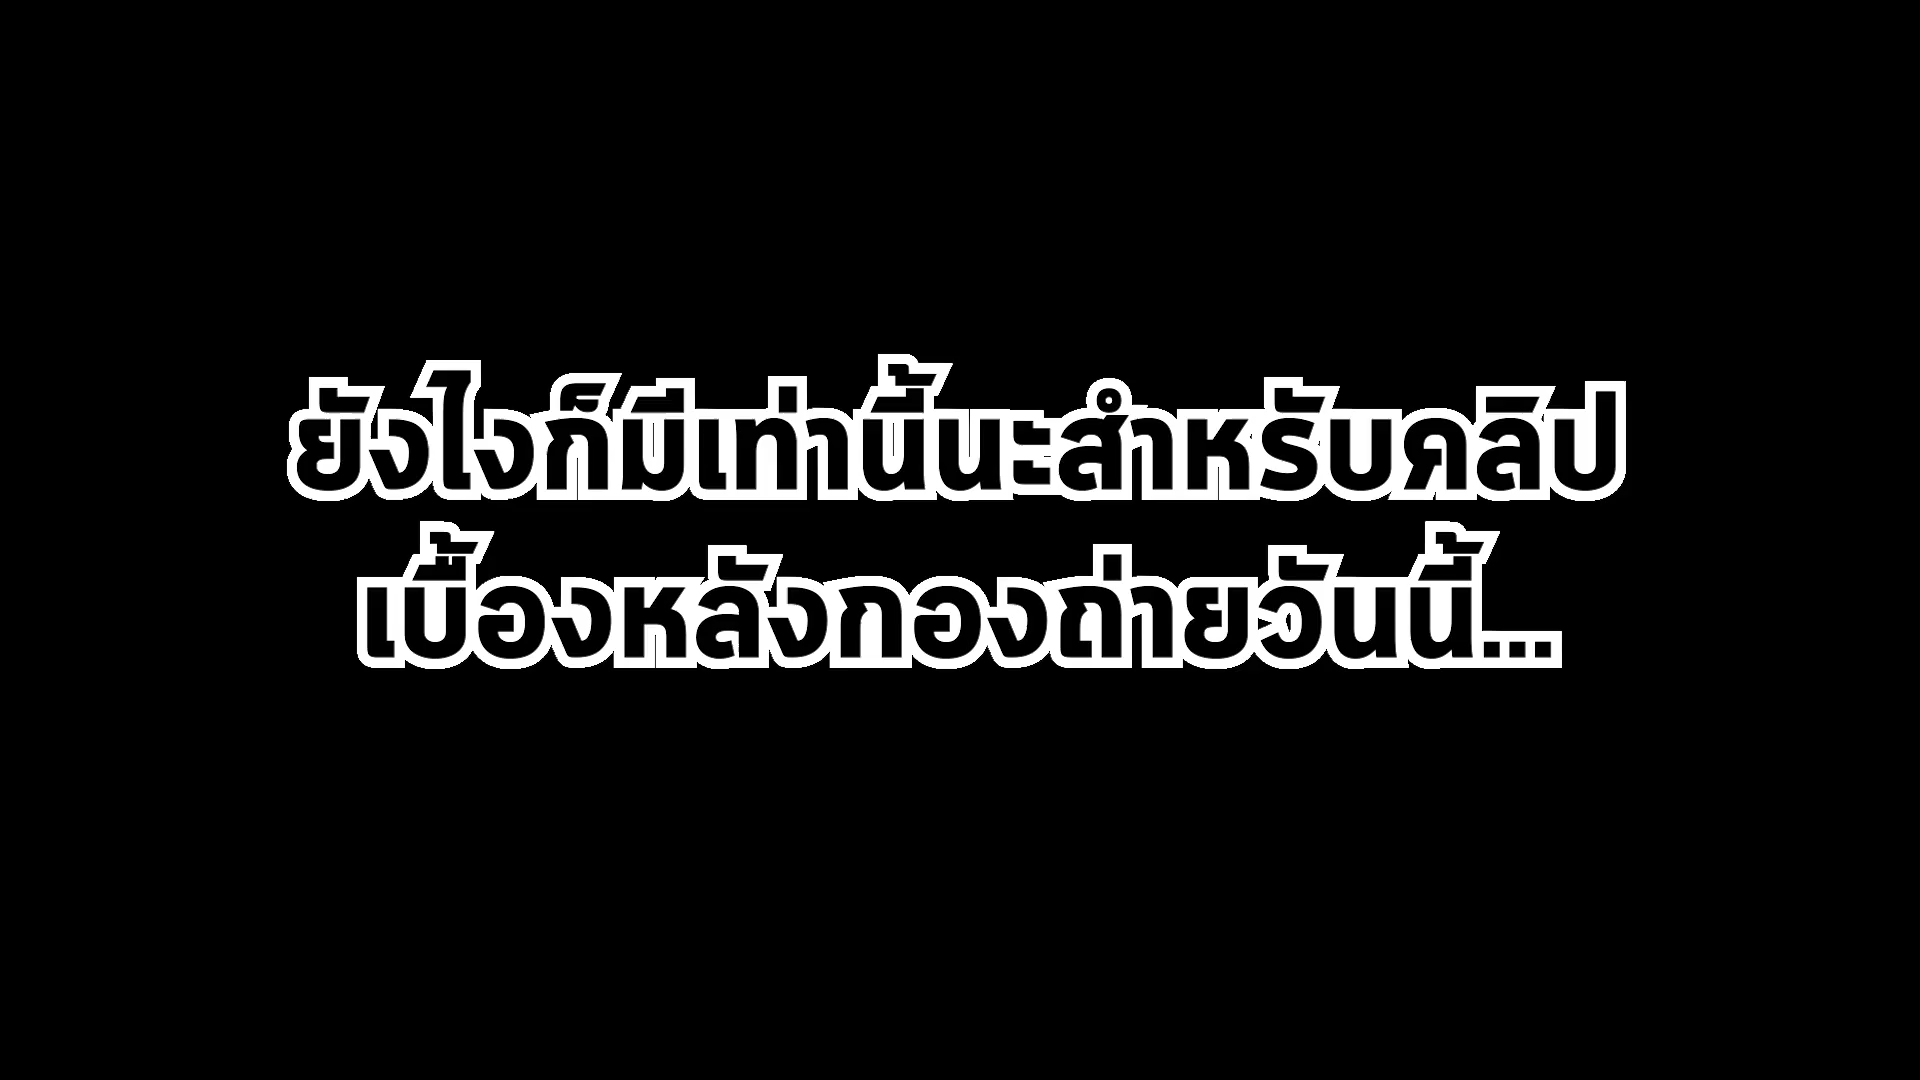 ยังไงก็มีเท่านี้นะสำหรับคลิป
เบื้องหลังกองถ่ายวันนี้...